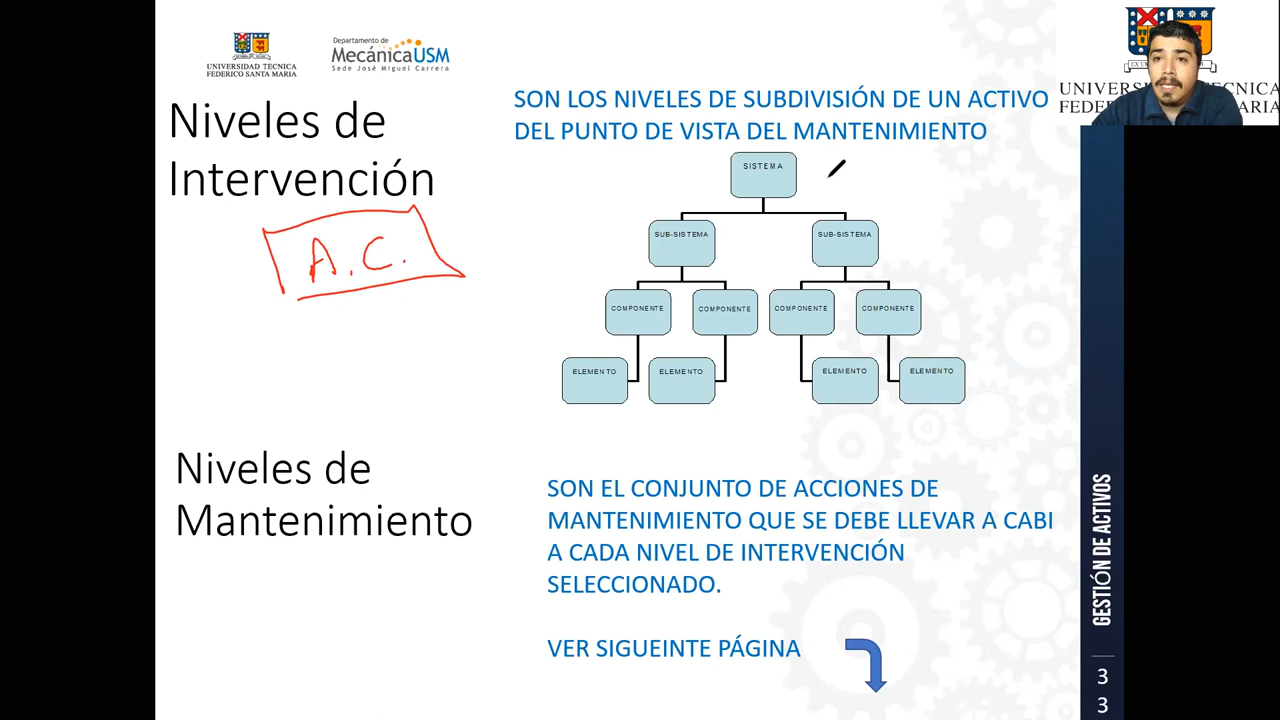 UNIVERSIDAD TECNICA
FEDERICO SANTA MARIA
Departamento de
MecánicaUSM
Sede José Miguel Carrera
Niveles de
Intervención
A.C.
SON LOS NIVELES DE SUBDIVISIÓN DE UN ACTIVO
DEL PUNTO DE VISTA DEL MANTENIMIENTO
SISTEMA
SUB-SISTEMA
SUB-SISTEMA
COMPONENTE
COMPONENTE
COMPONENTE
COMPONENTE
ELEMENTO
ELEMENTO
ELEMENTO
ELEMENTO
Niveles de
Mantenimiento
SON EL CONJUNTO DE ACCIONES DE
MANTENIMIENTO QUE SE DEBE LLEVAR A CABI
A CADA NIVEL DE INTERVENCIÓN
SELECCIONADO.
VER SIGUEINTE PÁGINA
GESTIÓN DE ACTIVOS
3
3